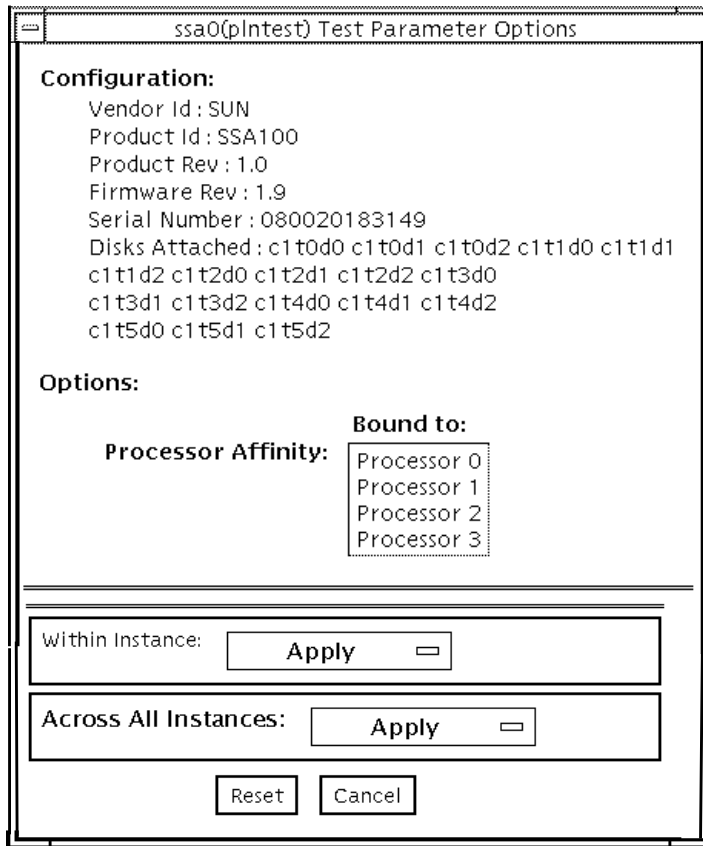 ssa0(plntest) Test Parameter Options
Configuration:
Vendor Id : SUN
Product Id : SSA100
Product Rev : 1.0
Firmware Rev : 1.9
Serial Number : 080020183149
Disks Attached : c1t0d0 c1t0d1 c1t0d2 c1t1d0 c1t1d1
c1t1d2 c1t2d0 c1t2d1 c1t2d2 c1t3d0
c1t3d1 c1t3d2 c1t4d0 c1t4d1 c1t4d2
c1t5d0 c1t5d1 c1t5d2
Options:
Bound to:
Processor Affinity:
Processor 0
Processor 1
Processor 2
Processor 3
Within Instance: Apply
Across All Instances: Apply
Reset Cancel